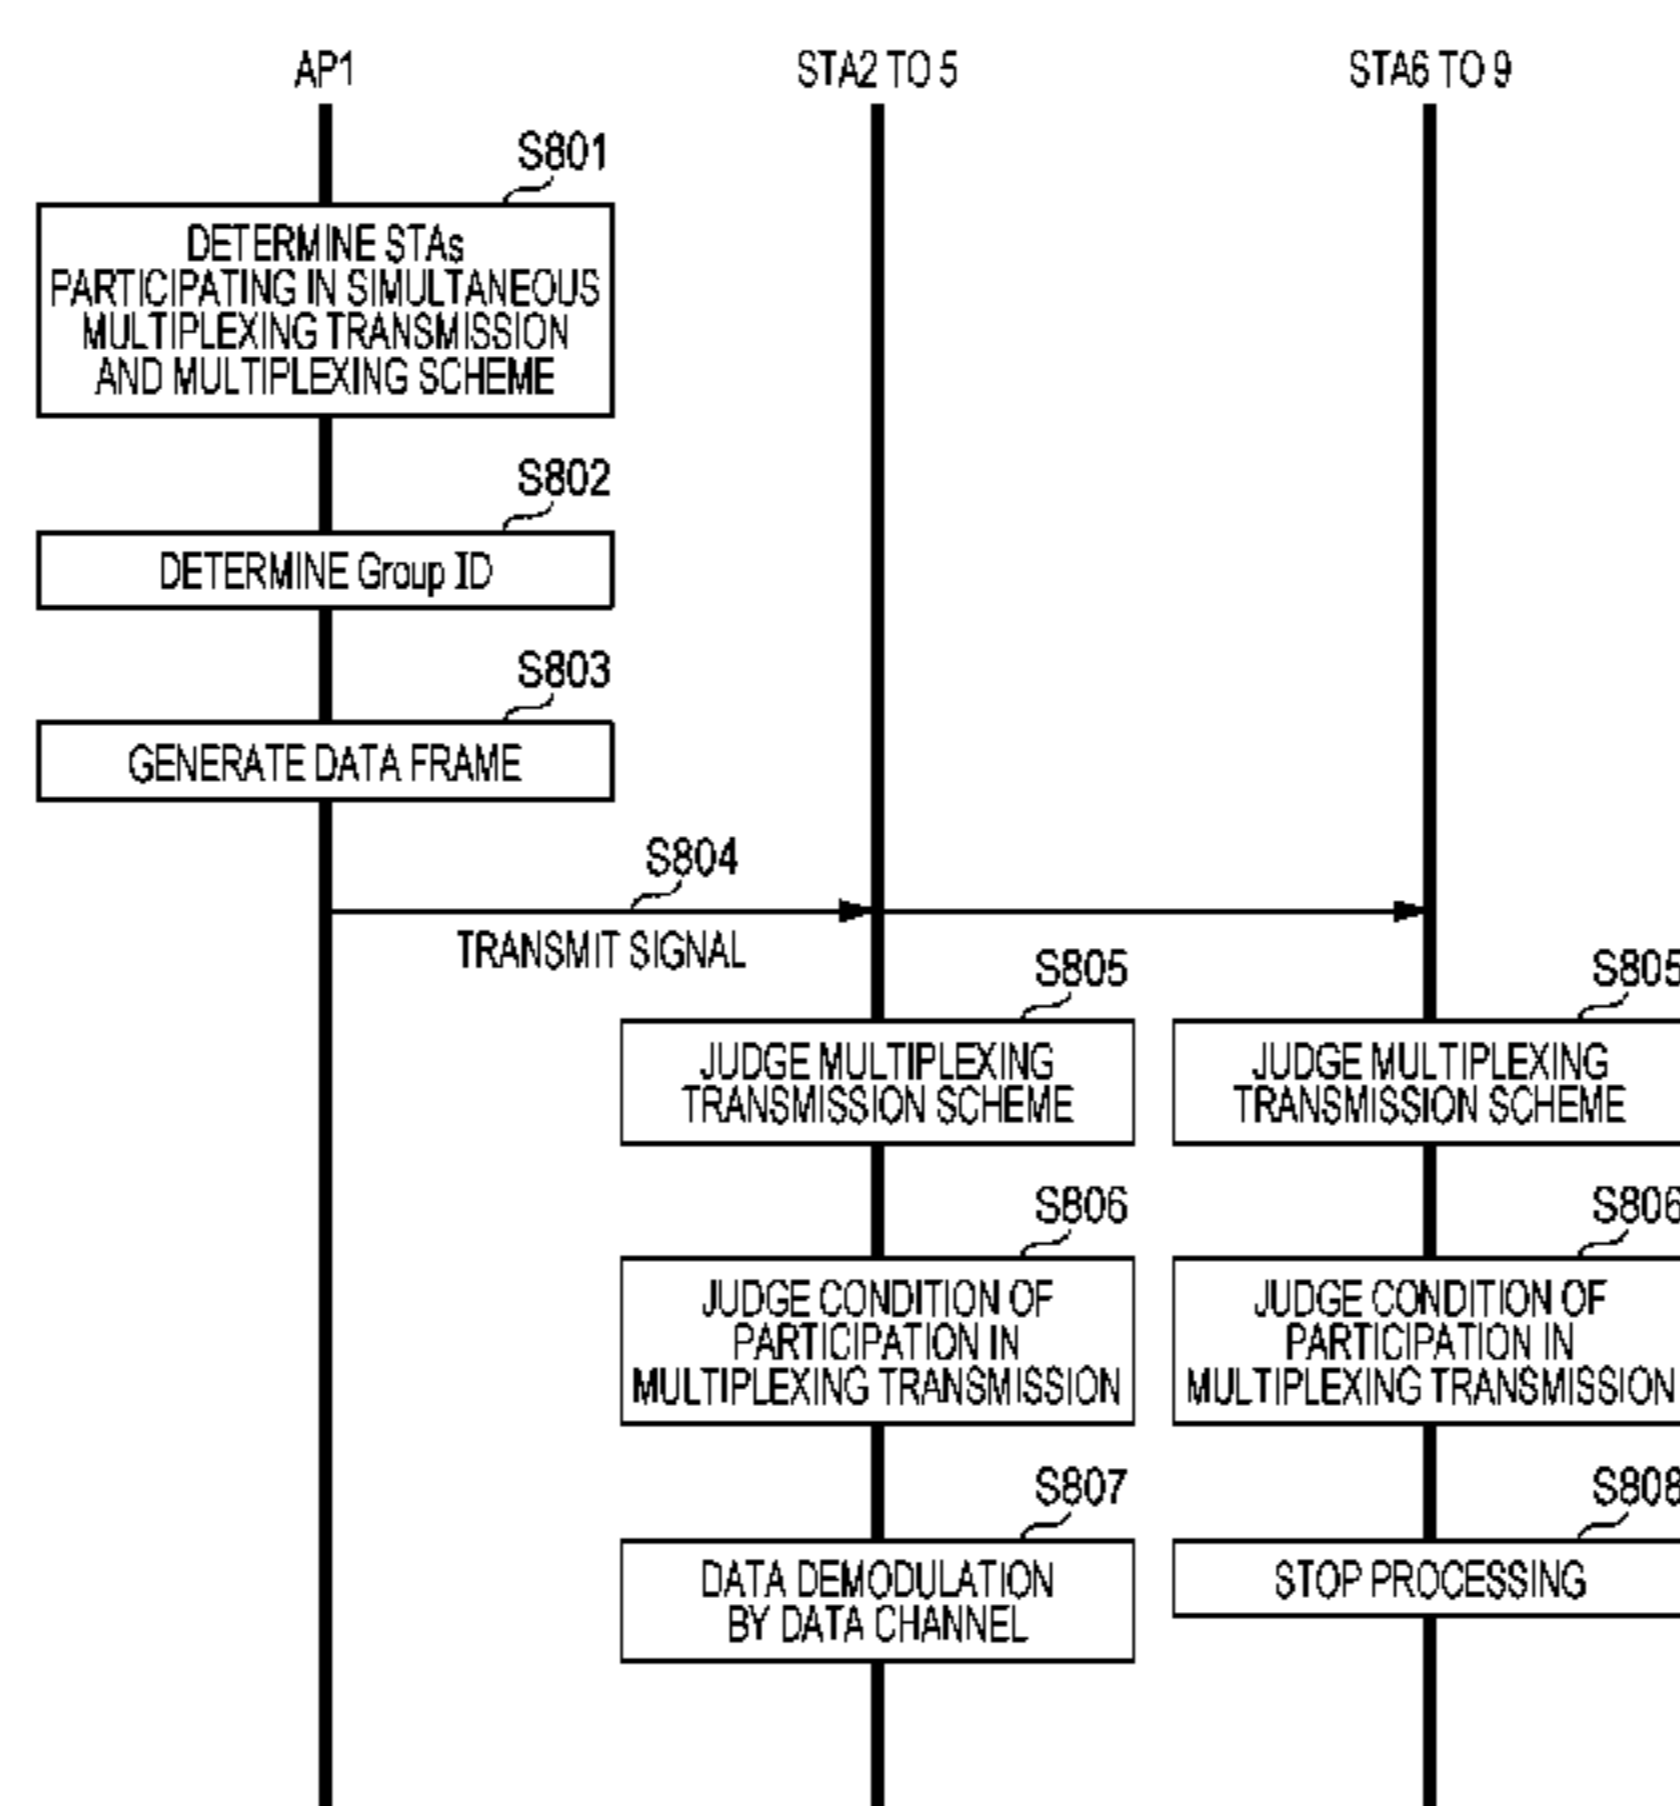 AP1
STA2 TO 5
STA6 TO 9
S801
DETERMINE STAs
PARTICIPATING IN SIMULTANEOUS
MULTIPLEXING TRANSMISSION
AND MULTIPLEXING SCHEME
S802
DETERMINE Group ID
S803
GENERATE DATA FRAME
S804
TRANSMIT SIGNAL
S805
JUDGE MULTIPLEXING
TRANSMISSION SCHEME
S805
JUDGE MULTIPLEXING
TRANSMISSION SCHEME
S806
JUDGE CONDITION OF
PARTICIPATION IN
MULTIPLEXING TRANSMISSION
S806
JUDGE CONDITION OF
PARTICIPATION IN
MULTIPLEXING TRANSMISSION
S807
DATA DEMODULATION
BY DATA CHANNEL
S808
STOP PROCESSING